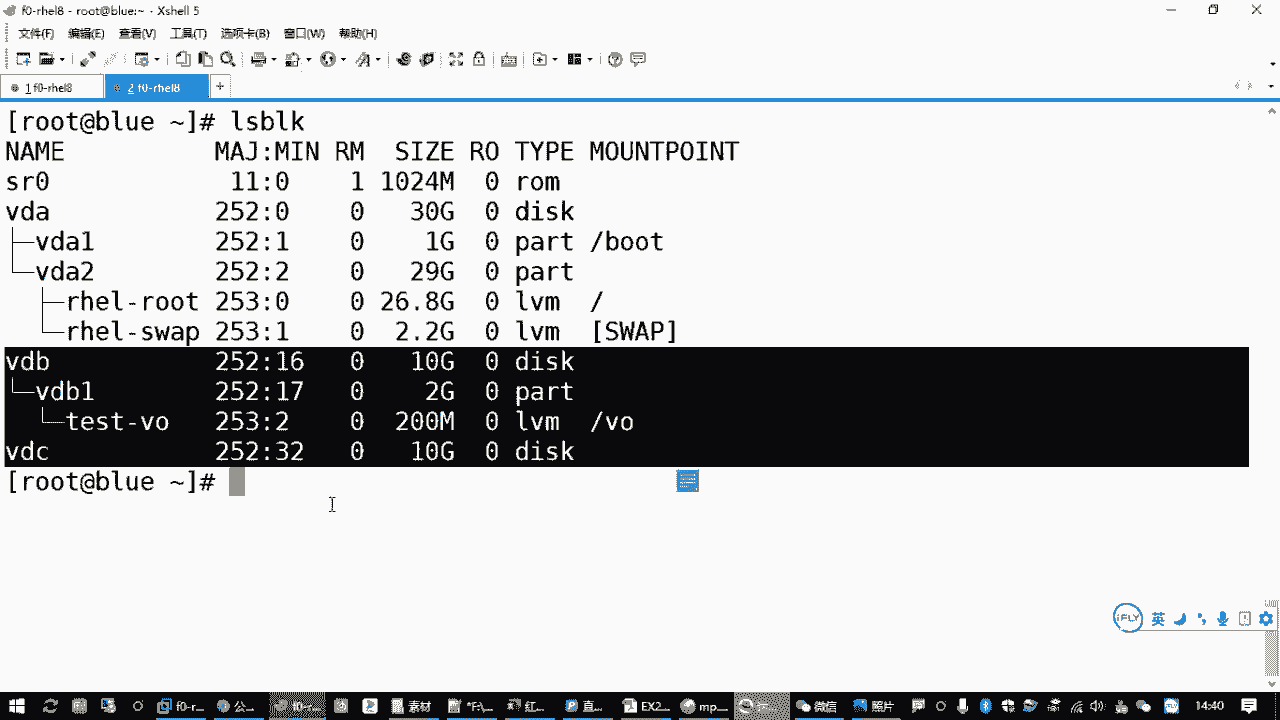 f0-rhel8 - root@blue:~ - Xshell 5
文件(F) 编辑(E) 查看(V) 工具(T) 选项卡(B) 窗口(W) 帮助(H)
1 f0-rhel8 2 f0-rhel8 +
[root@blue ~]# lsblk
NAME MAJ:MIN RM SIZE RO TYPE MOUNTPOINT
sr0 11:0 1 1024M 0 rom
vda 252:0 0 30G 0 disk
├─vda1 252:1 0 1G 0 part /boot
└─vda2 252:2 0 29G 0 part
├─rhel-root 253:0 0 26.8G 0 lvm /
└─rhel-swap 253:1 0 2.2G 0 lvm [SWAP]
vdb 252:16 0 10G 0 disk
└─vdb1 252:17 0 2G 0 part
└─test-vo 253:2 0 200M 0 lvm /vo
vdc 252:32 0 10G 0 disk
[root@blue ~]#
iFLY 英
f0-r... 公... f0-r... 素材 *F\... 红... 直... EX2... mp... 微信 照片 14:40